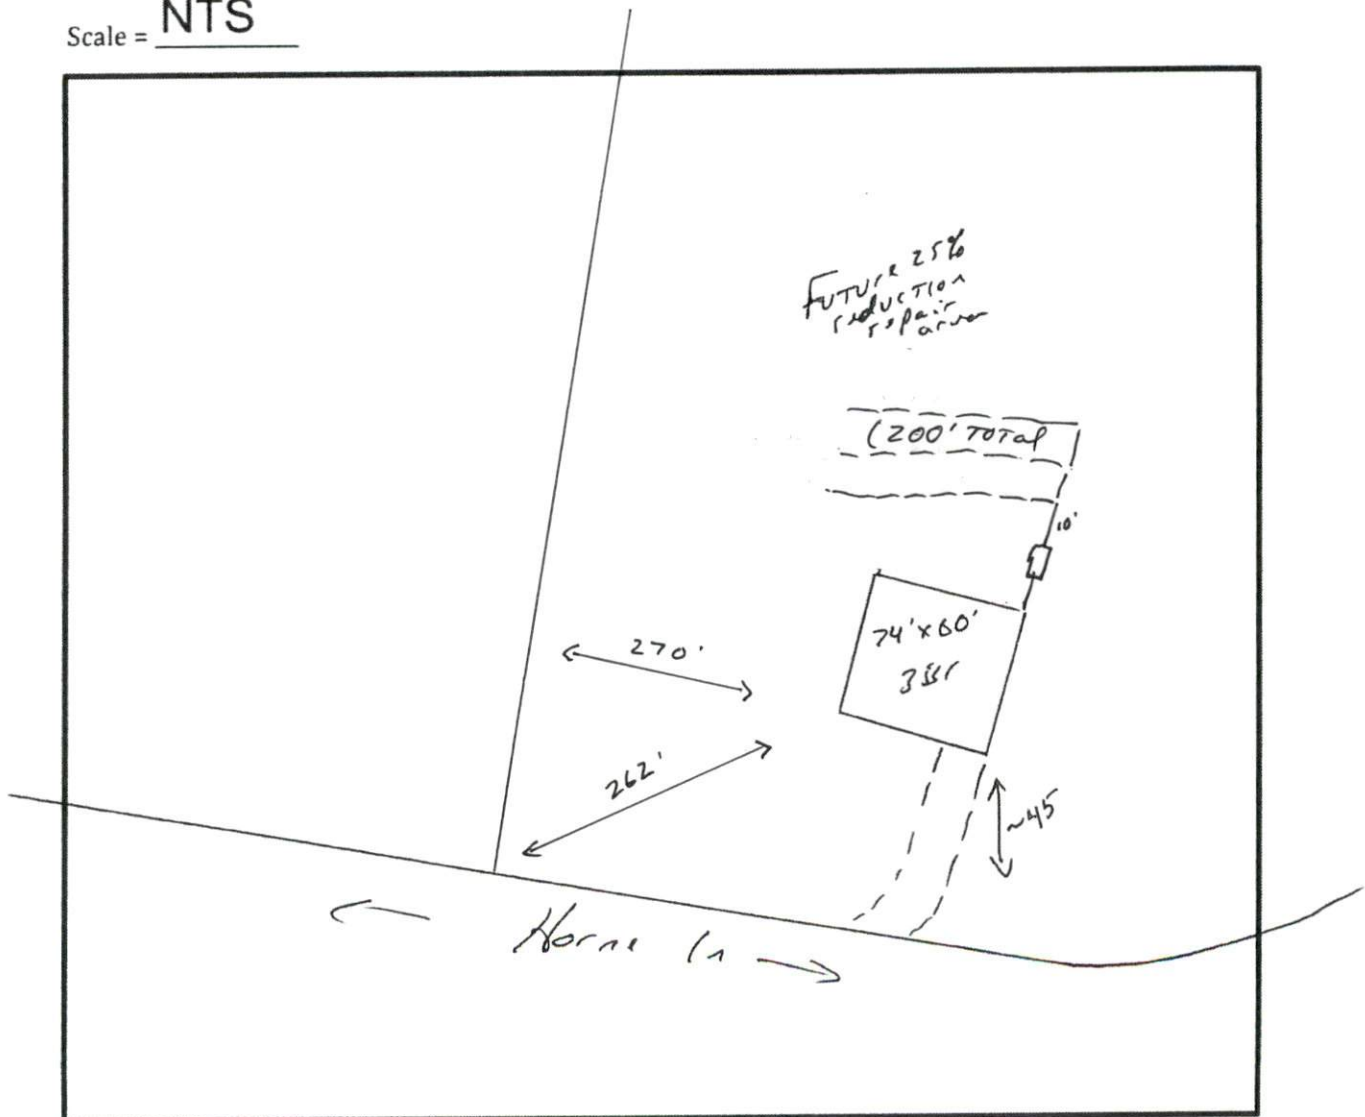 Scale = NTS
Future 25%
reduction
repair
area
(200' Total
10'
74'x60'
3BR
270'
262'
~45
Horne Ln